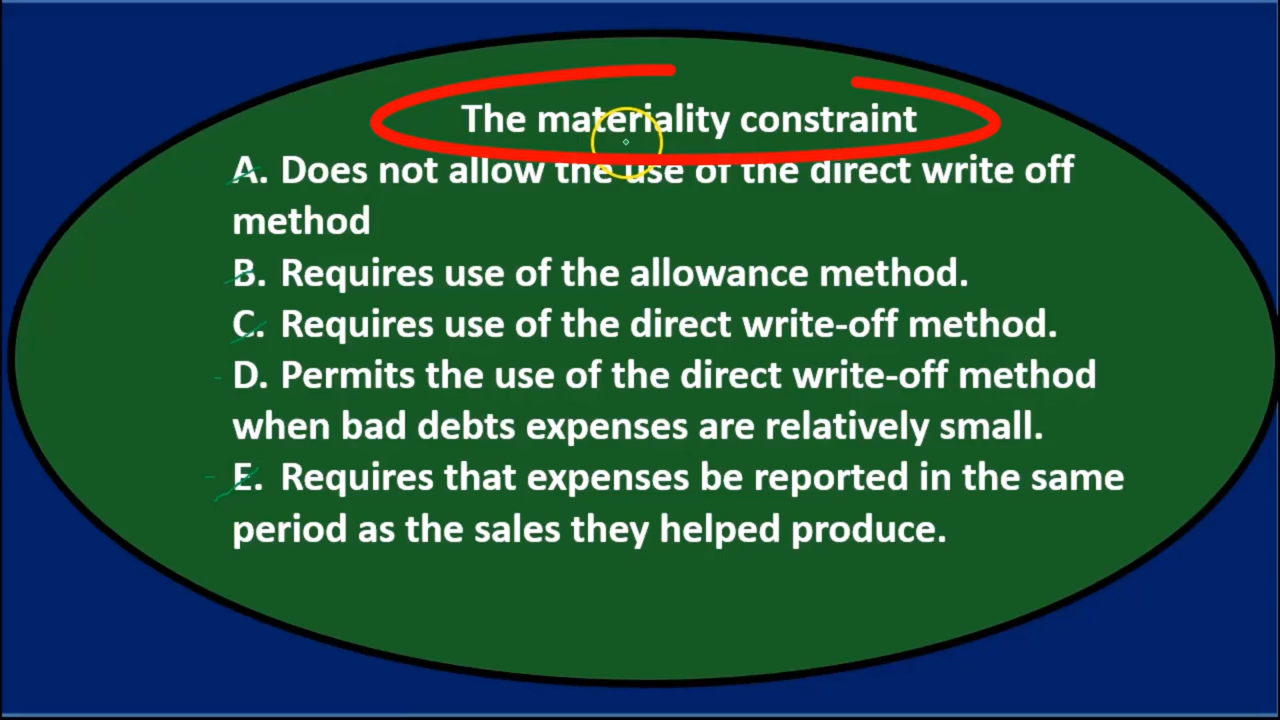 The materiality constraint
A. Does not allow the use of the direct write off
method
B. Requires use of the allowance method.
C. Requires use of the direct write-off method.
D. Permits the use of the direct write-off method
when bad debts expenses are relatively small.
E. Requires that expenses be reported in the same
period as the sales they helped produce.